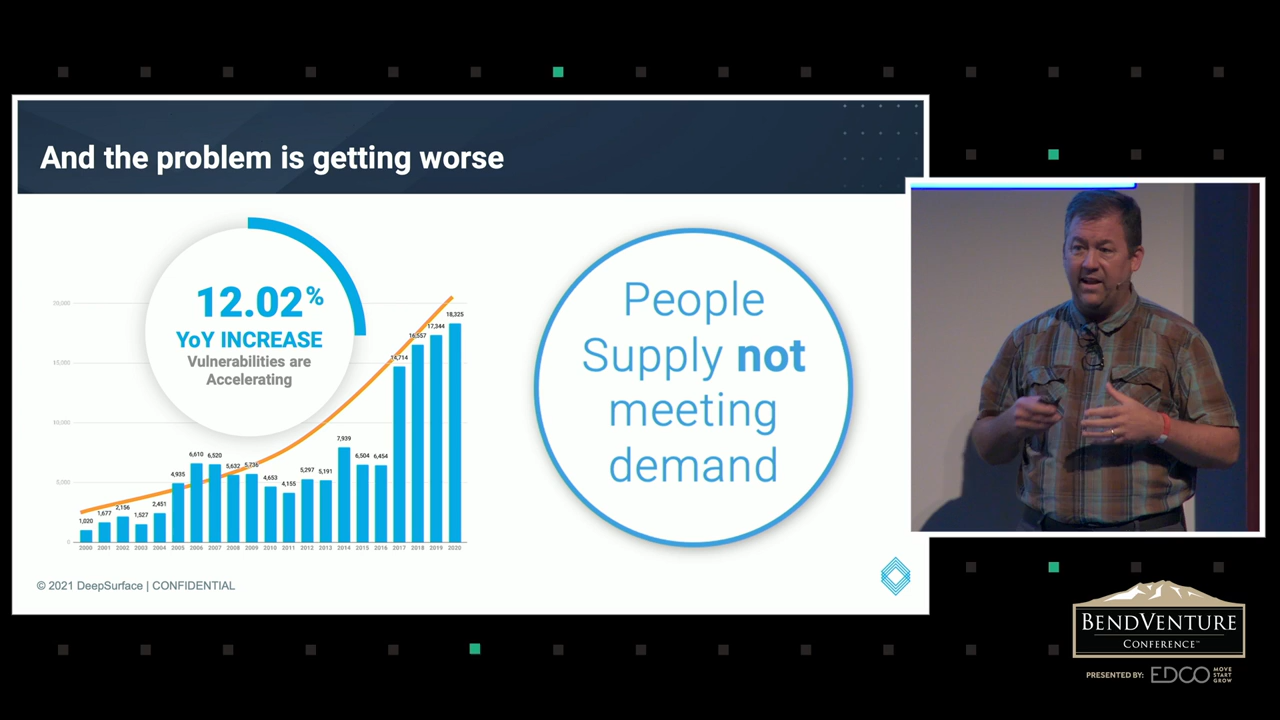 And the problem is getting worse
12.02%
YoY INCREASE
Vulnerabilities are
Accelerating
20,000
15,000
10,000
5,000
0
1,020
1,677
2,156
1,527
2,451
4,935
6,610
6,520
5,632
5,736
4,653
4,155
5,297
5,191
7,939
6,504
6,454
14,714
16,557
17,344
18,325
2000 2001 2002 2003 2004 2005 2006 2007 2008 2009 2010 2011 2012 2013 2014 2015 2016 2017 2018 2019 2020
People
Supply not
meeting
demand
© 2021 DeepSurface | CONFIDENTIAL
BENDVENTURE
CONFERENCE™
PRESENTED BY: EDCO MOVE START GROW